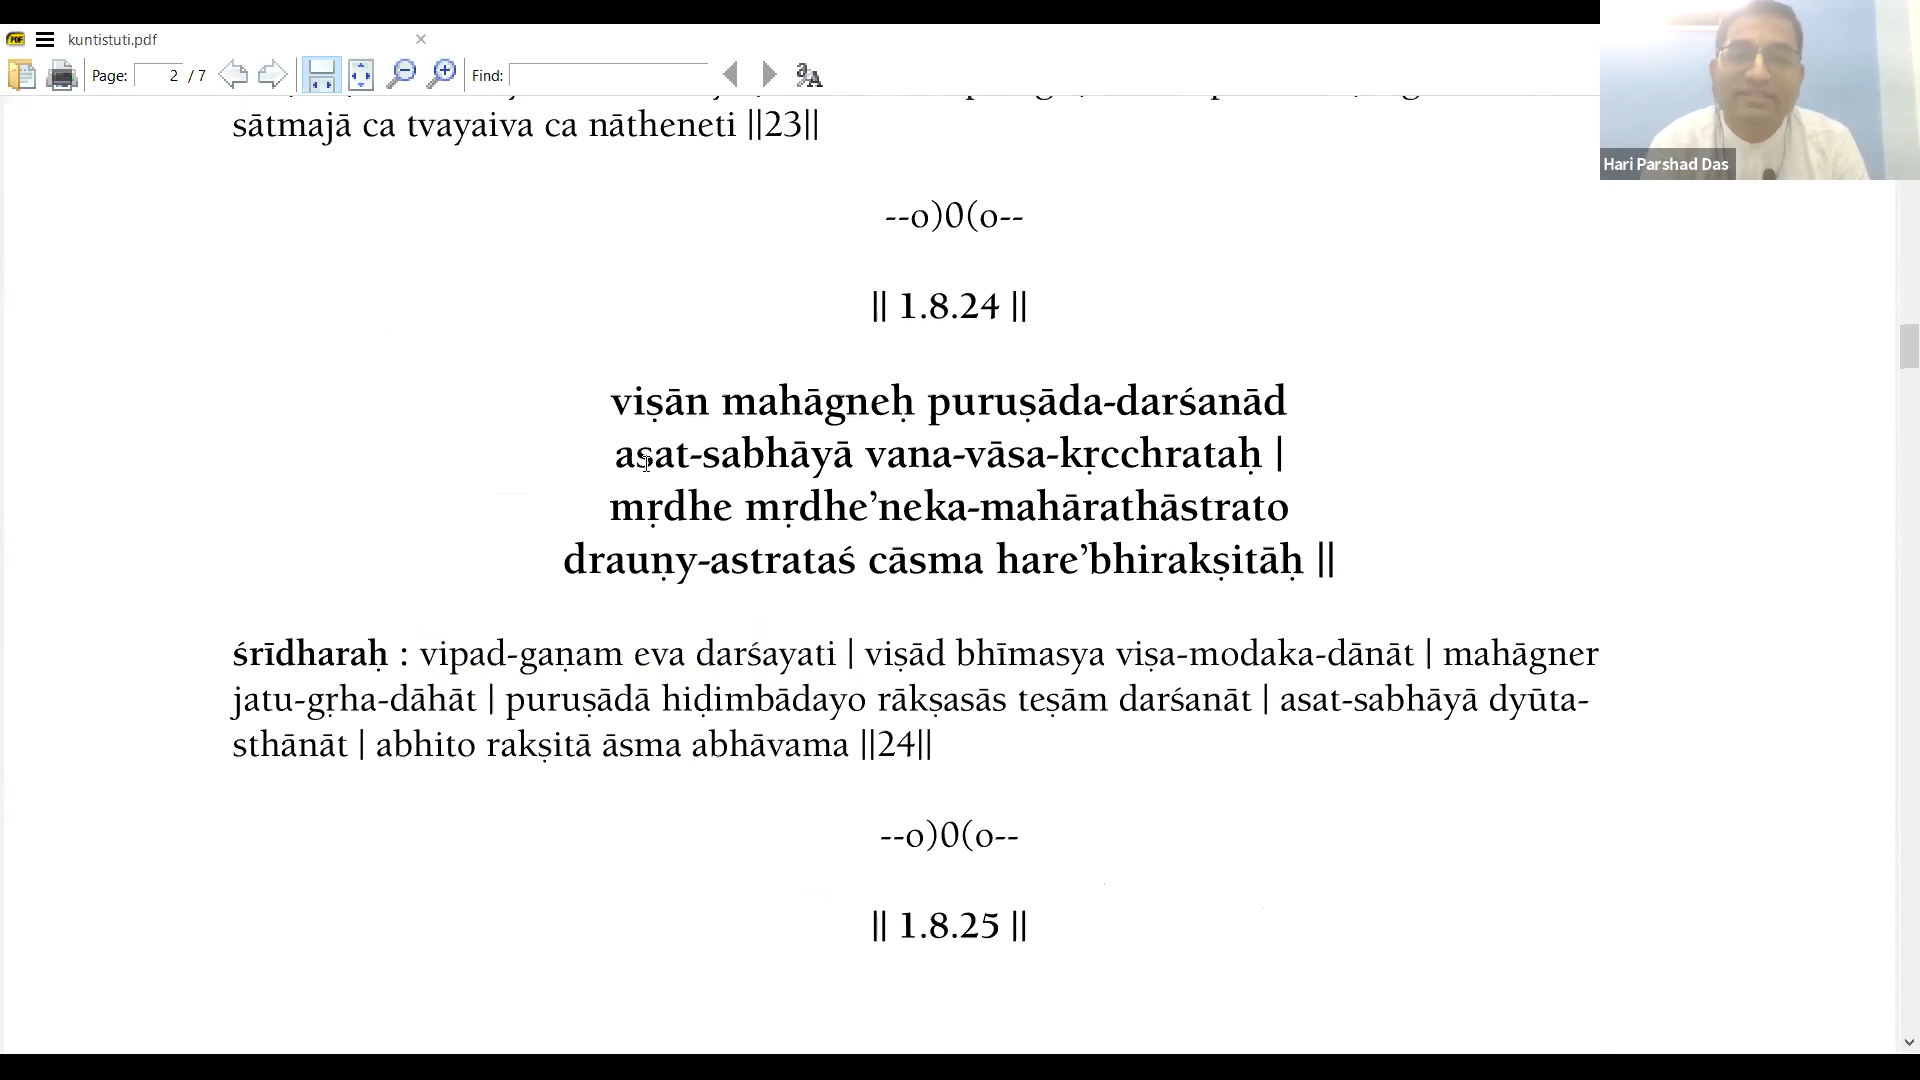 kuntistuti.pdf
Page: 2 / 7 Find:
Hari Parshad Das
sātmajā ca tvayaiva ca nātheneti ||23||
--o)0(o--
|| 1.8.24 ||
viṣān mahāgneḥ puruṣāda-darśanād
asat-sabhāyā vana-vāsa-kṛcchrataḥ |
mṛdhe mṛdhe’neka-mahārathāstrato
drauṇy-astrataś cāsma hare’bhirakṣitāḥ ||
śrīdharaḥ : vipad-gaṇam eva darśayati | viṣād bhīmasya viṣa-modaka-dānāt | mahāgner
jatu-gṛha-dāhāt | puruṣādā hiḍimbādayo rākṣasās teṣām darśanāt | asat-sabhāyā dyūta-
sthānāt | abhito rakṣitā āsma abhāvama ||24||
--o)0(o--
|| 1.8.25 ||